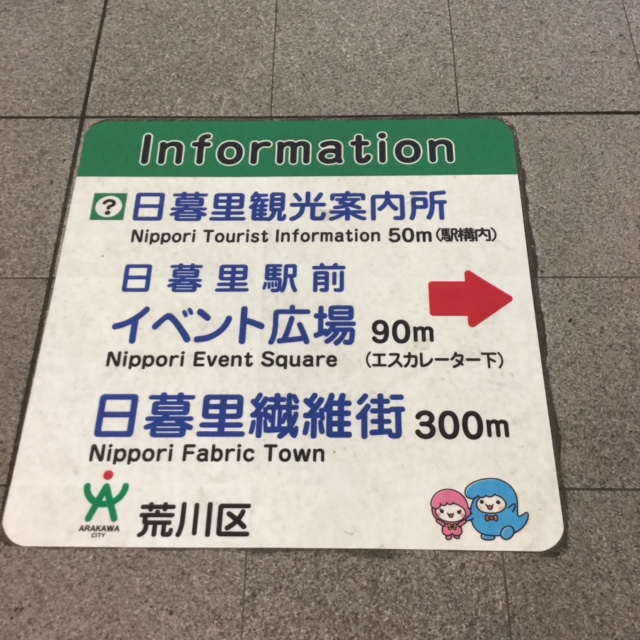 Information
? 日暮里観光案内所
Nippori Tourist Information 50m (駅構内)
日暮里駅前
イベント広場 90m
Nippori Event Square (エスカレーター下)
日暮里繊維街 300m
Nippori Fabric Town
ARAKAWA
CITY
荒川区